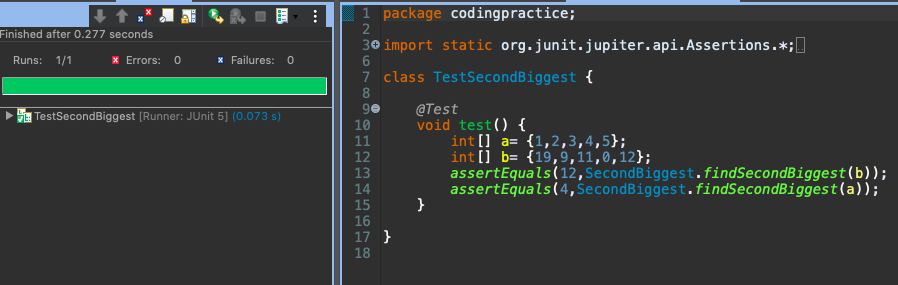 Finished after 0.277 seconds
Runs: 1/1 Errors: 0 Failures: 0
TestSecondBiggest [Runner: JUnit 5] (0.073 s)
1 package codingpractice;
2
3 import static org.junit.jupiter.api.Assertions.*;
6
7 class TestSecondBiggest {
8
9 @Test
10 void test() {
11 int[] a= {1,2,3,4,5};
12 int[] b= {19,9,11,0,12};
13 assertEquals(12,SecondBiggest.findSecondBiggest(b));
14 assertEquals(4,SecondBiggest.findSecondBiggest(a));
15 }
16
17 }
18